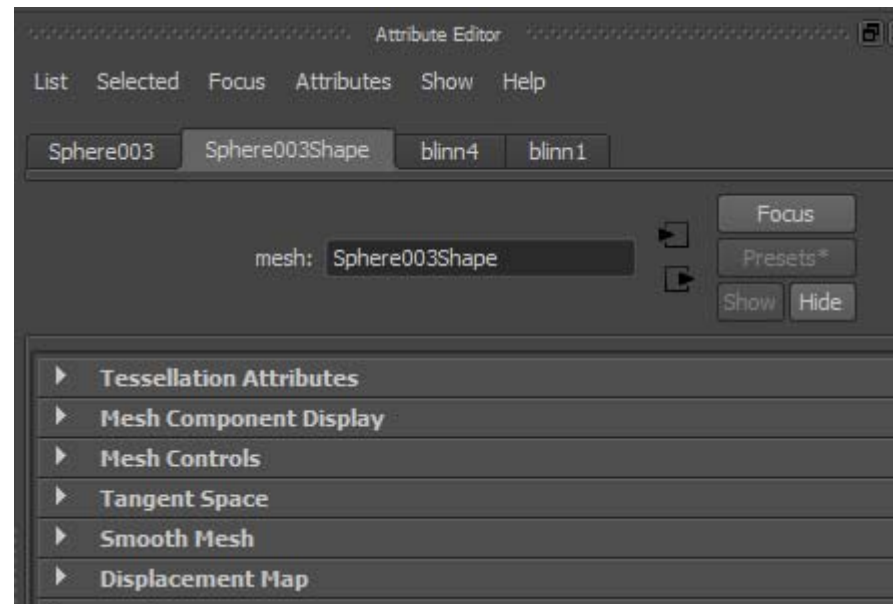 Attribute Editor
List Selected Focus Attributes Show Help
Sphere003 Sphere003Shape blinn4 blinn1
Focus
mesh: Sphere003Shape Presets*
Show Hide
Tessellation Attributes
Mesh Component Display
Mesh Controls
Tangent Space
Smooth Mesh
Displacement Map